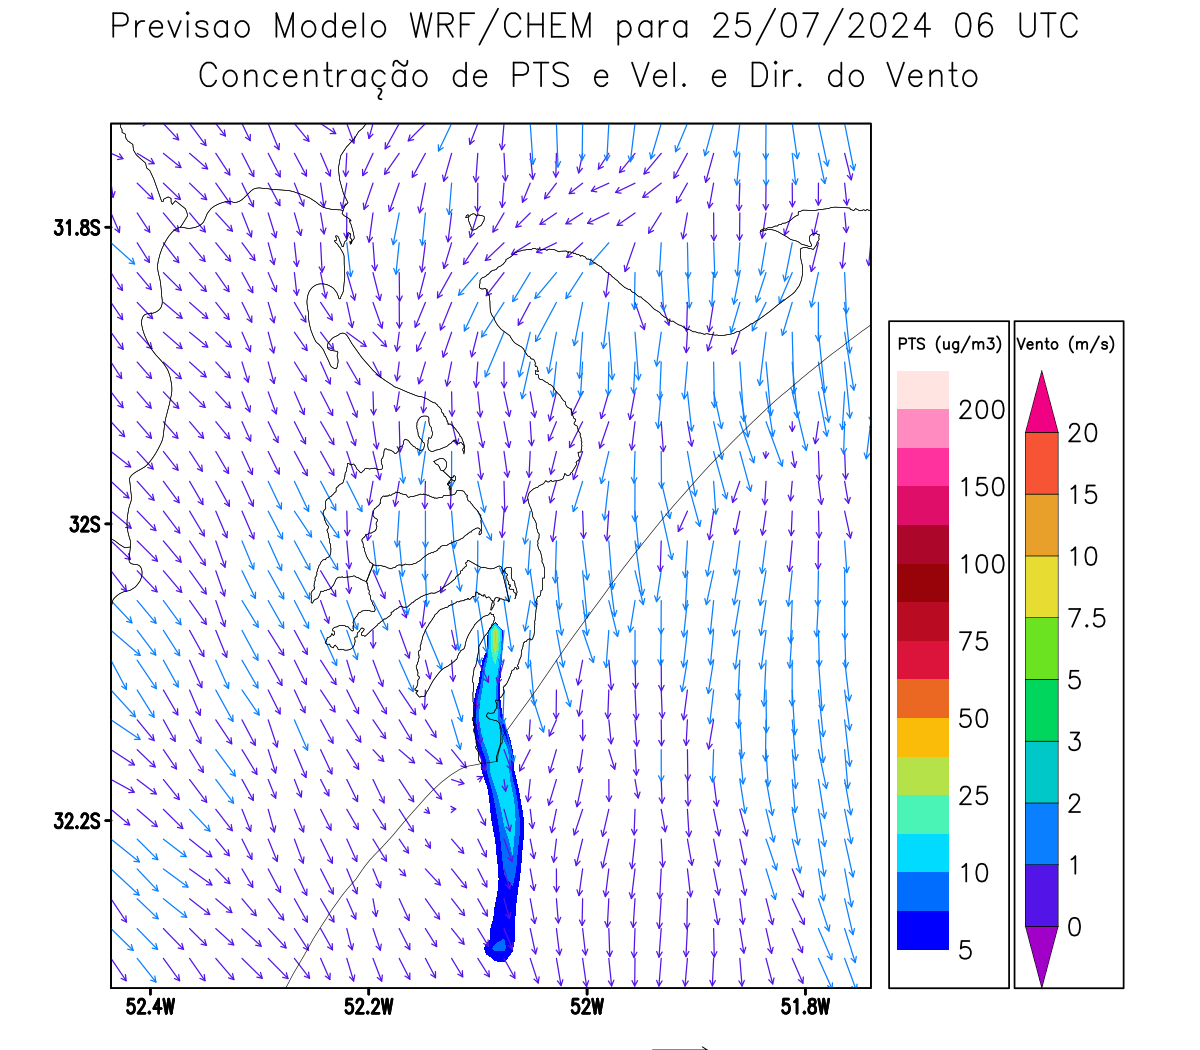 Previsao Modelo WRF/CHEM para 25/07/2024 06 UTC
Concentração de PTS e Vel. e Dir. do Vento
31.8S
32S
32.2S
52.4W
52.2W
52W
51.8W
PTS (ug/m3)
200
150
100
75
50
25
10
5
Vento (m/s)
20
15
10
7.5
5
3
2
1
0